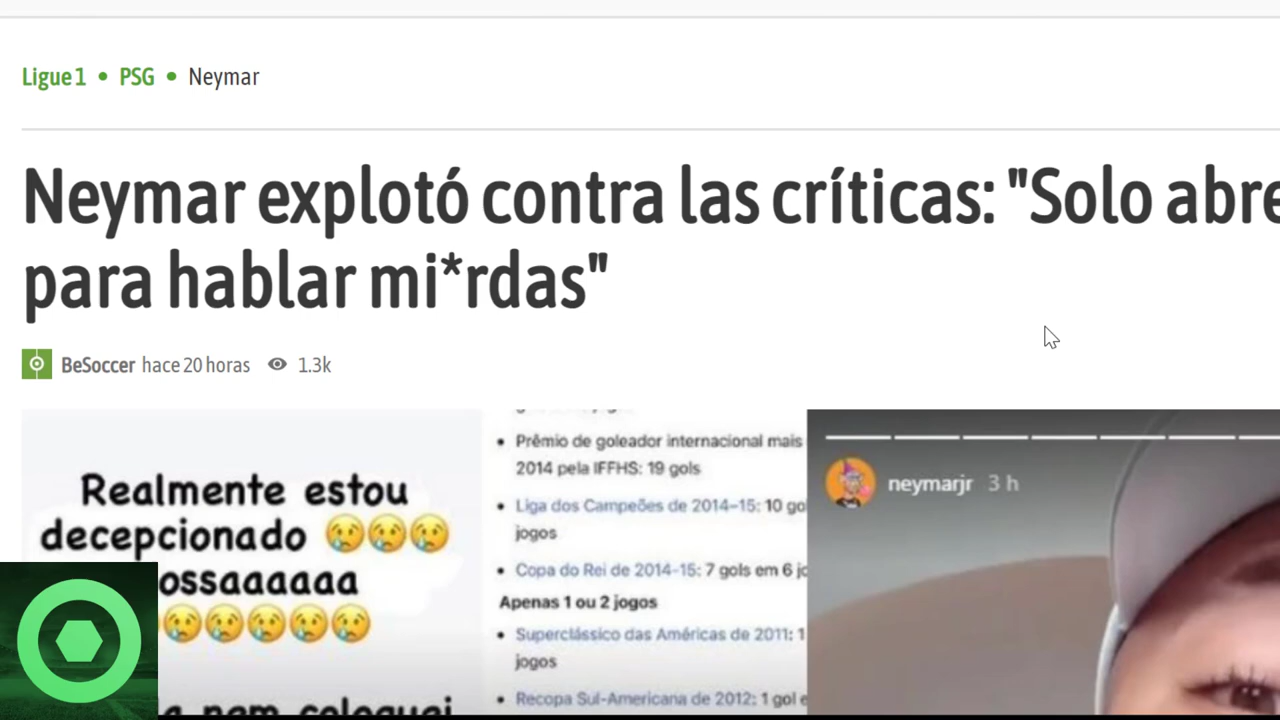 Ligue 1 • PSG • Neymar
Neymar explotó contra las críticas: "Solo abre
para hablar mi*rdas"
BeSoccer hace 20 horas 1.3k
Realmente estou
decepcionado 😢😢😢
ossaaaaaa
😢😢😢😢😢
a nem coloquei
• Prêmio de goleador internacional mais
2014 pela IFFHS: 19 gols
• Liga dos Campeões de 2014–15: 10 go
jogos
• Copa do Rei de 2014-15: 7 gols em 6 jo
Apenas 1 ou 2 jogos
• Superclássico das Américas de 2011: 1
jogos
• Recopa Sul-Americana de 2012: 1 gol e
neymarjr 3 h